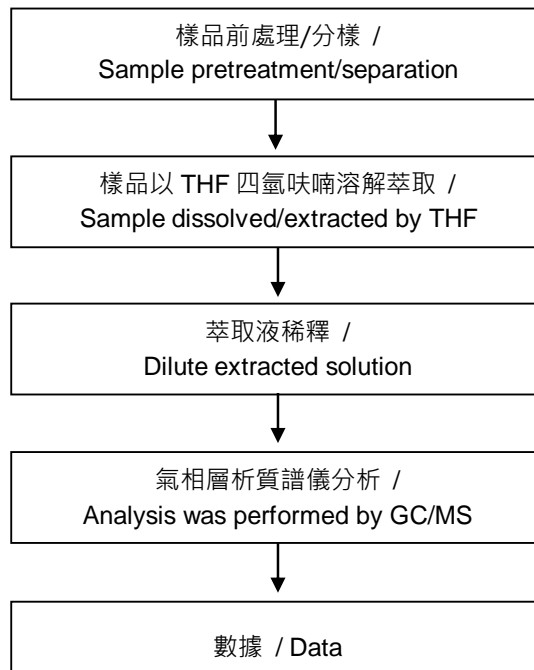 樣品前處理/分樣 /
Sample pretreatment/separation
樣品以 THF 四氫呋喃溶解萃取 /
Sample dissolved/extracted by THF
萃取液稀釋 /
Dilute extracted solution
氣相層析質譜儀分析 /
Analysis was performed by GC/MS
數據 / Data